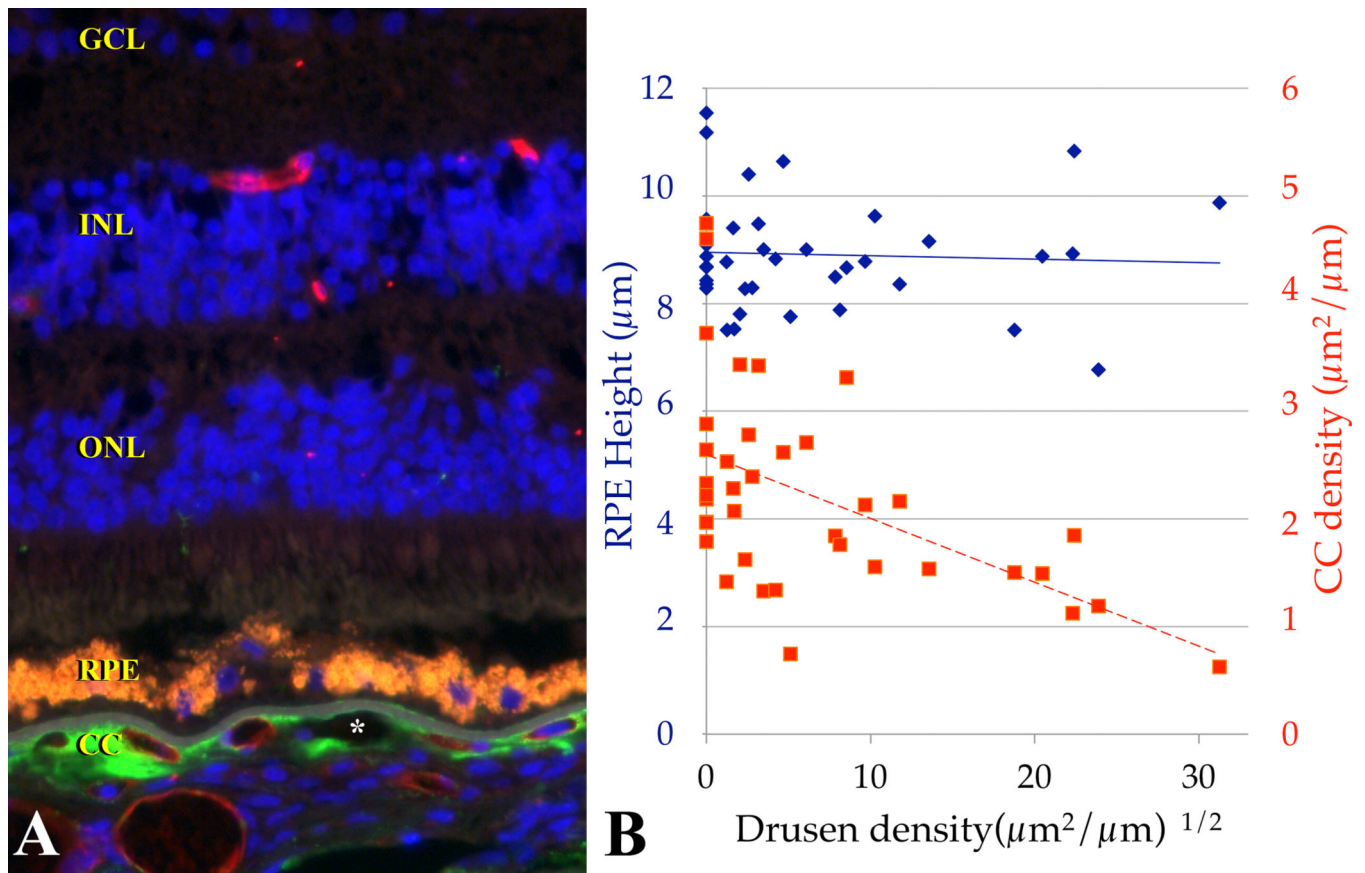 GCL
INL
ONL
RPE
*
CC
A
RPE Height (µm)
12
10
8
6
4
2
0
6
5
4
3
2
1
0
CC density (µm²/µm)
0 10 20 30
Drusen density(µm²/µm) ¹/²
B